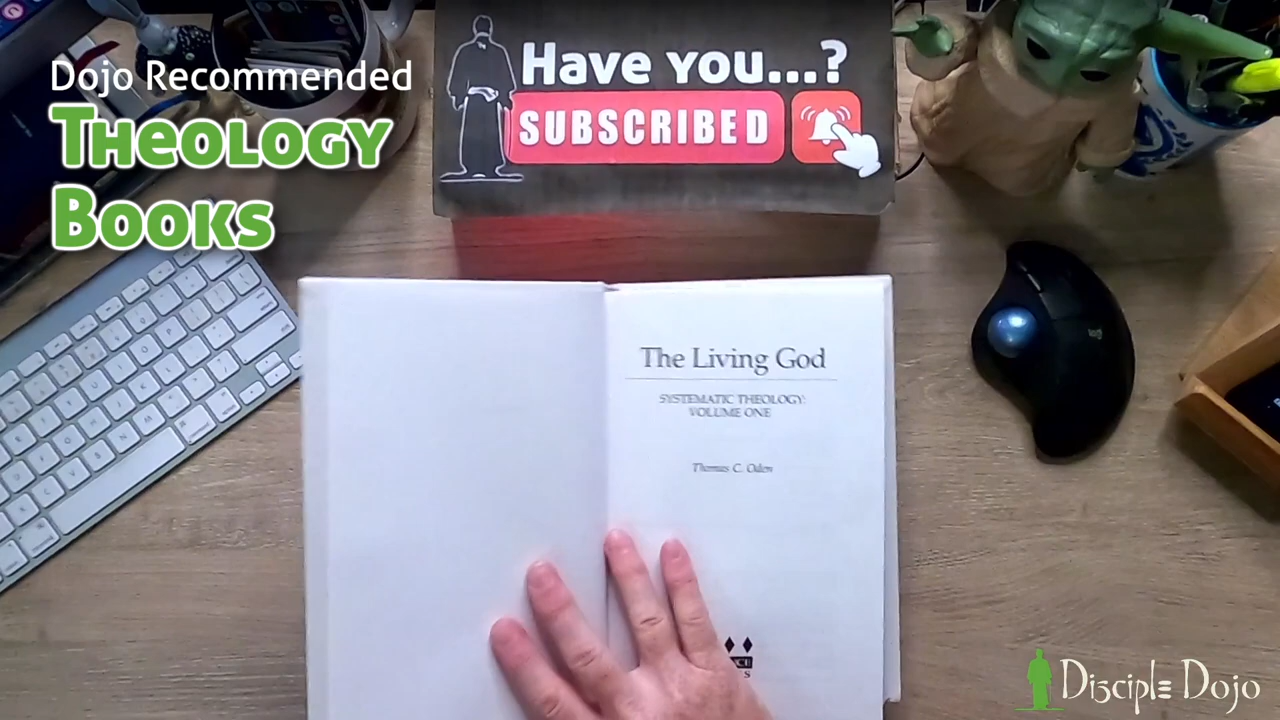 Dojo Recommended
Theology
Books
Have you...?
SUBSCRIBED
The Living God
SYSTEMATIC THEOLOGY:
VOLUME ONE
Thomas C. Oden
Disciple Dojo